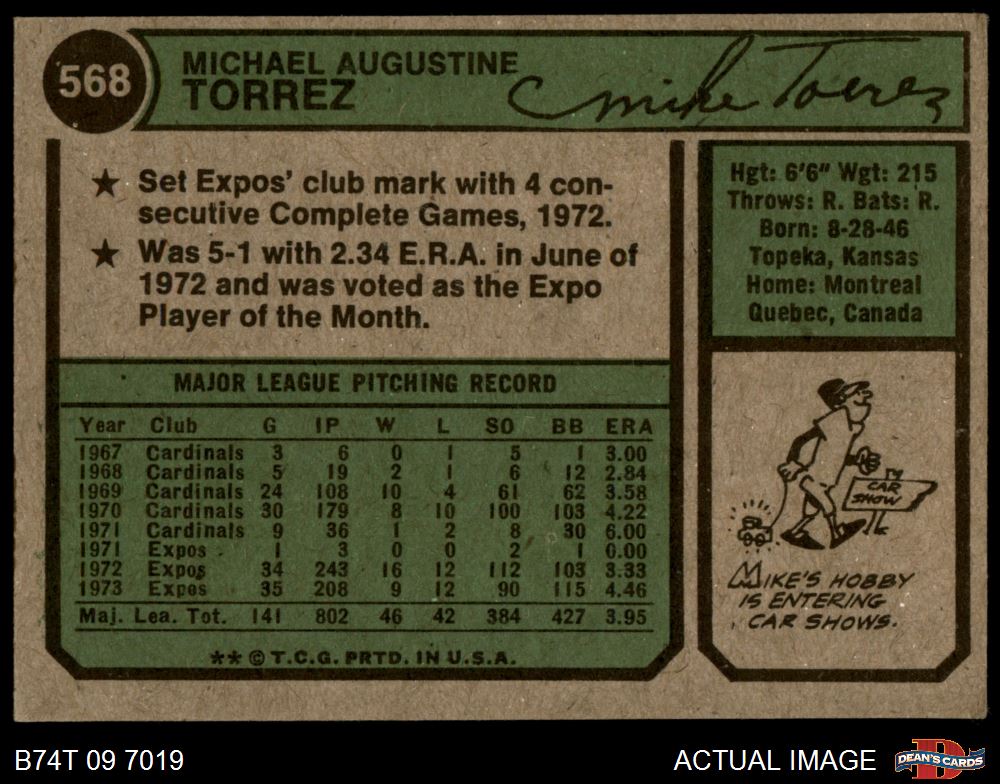 568
MICHAEL AUGUSTINE
TORREZ
Mike Torrez
★ Set Expos' club mark with 4 con-
secutive Complete Games, 1972.
★ Was 5-1 with 2.34 E.R.A. in June of
1972 and was voted as the Expo
Player of the Month.
Hgt: 6'6" Wgt: 215
Throws: R. Bats: R.
Born: 8-28-46
Topeka, Kansas
Home: Montreal
Quebec, Canada
MAJOR LEAGUE PITCHING RECORD
Year Club G IP W L SO BB ERA
1967 Cardinals 3 6 0 1 5 1 3.00
1968 Cardinals 5 19 2 1 6 12 2.84
1969 Cardinals 24 108 10 4 61 62 3.58
1970 Cardinals 30 179 8 10 100 103 4.22
1971 Cardinals 9 36 1 2 8 30 6.00
1971 Expos 1 3 0 0 2 1 0.00
1972 Expos 34 243 16 12 112 103 3.33
1973 Expos 35 208 9 12 90 115 4.46
Maj. Lea. Tot. 141 802 46 42 384 427 3.95
** © T.C.G. PRTD. IN U.S.A.
TO
CAR
SHOW
MIKE'S HOBBY
IS ENTERING
CAR SHOWS.
B74T 09 7019
ACTUAL IMAGE
DEAN'S CARDS